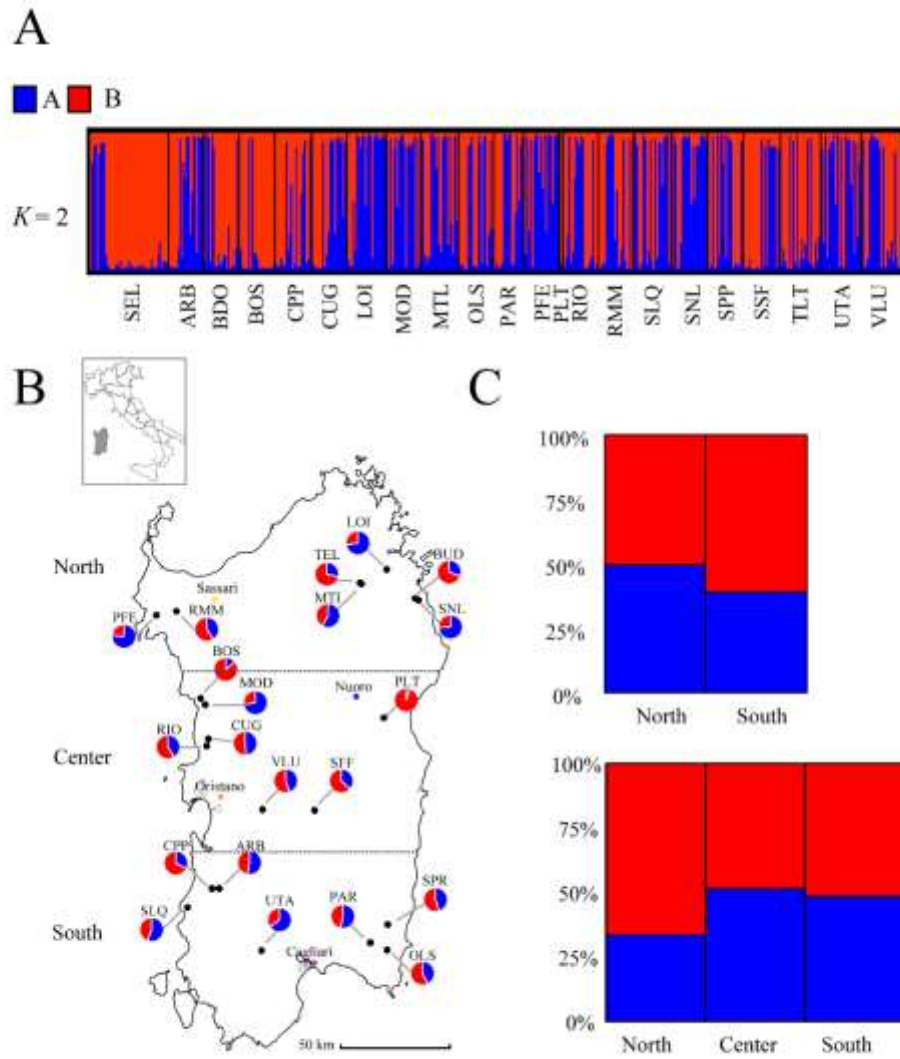 A
A B
K = 2
SEL ARB BDO BOS CPP CUG LOI MOD MTL OLS PAR PFE PLT RIO RMM SLQ SNL SPP SSF TLT UTA VLU
B
C
North
Center
South
LOI
TEL
BUD
MTI
SNL
Sassari
PFE
RMM
BOS
MOD
Nuoro
PLT
RIO
CUG
VLU
SFF
Oristano
CPP
ARB
SLQ
UTA
PAR
SPR
Cagliari
OLS
50 km
100%
75%
50%
25%
0%
North South
100%
75%
50%
25%
0%
North Center South